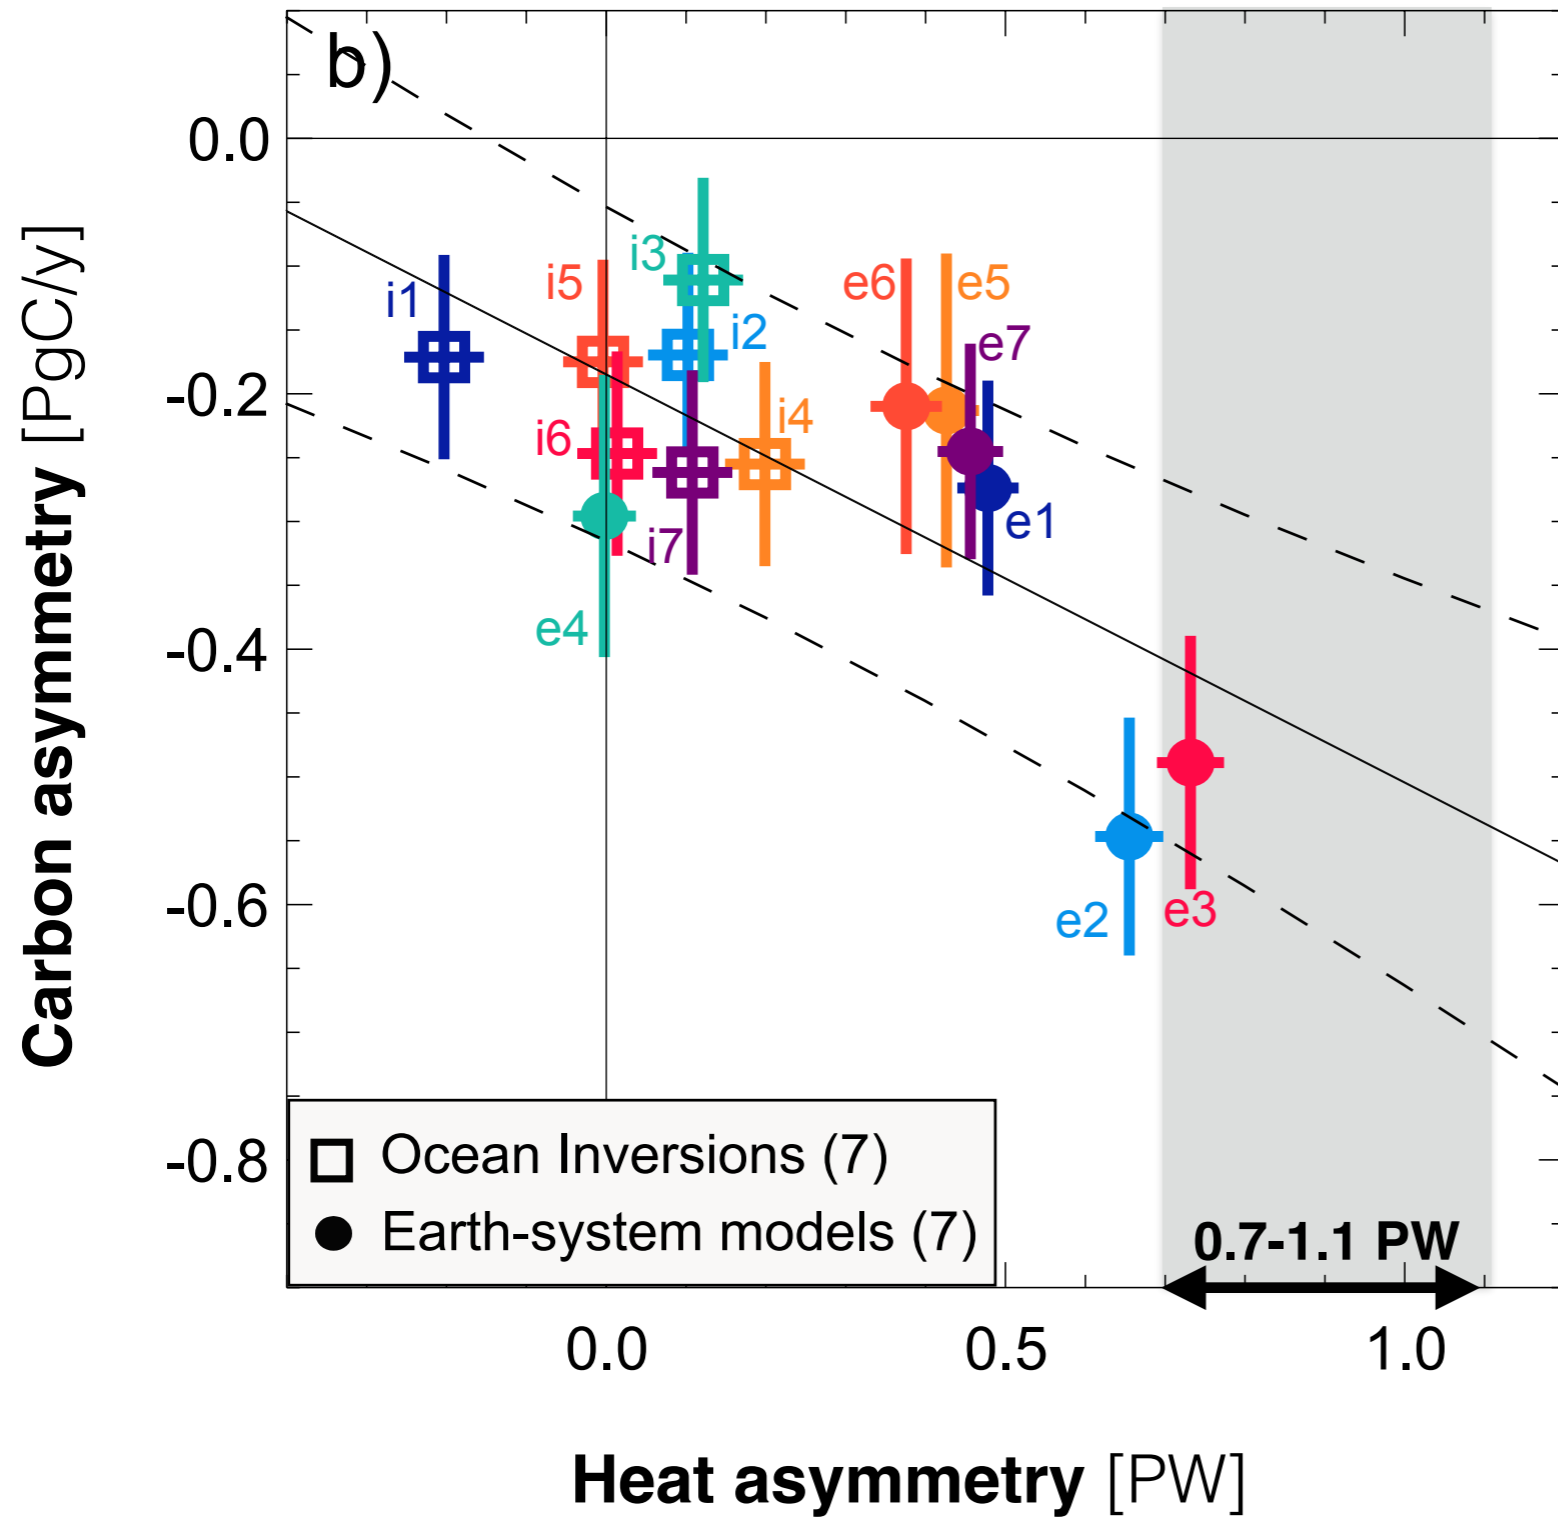 b)
0.0
-0.2
-0.4
-0.6
-0.8
Carbon asymmetry [PgC/y]
i1
i5
i3
i2
i6
i4
i7
e4
e6
e5
e7
e1
e2
e3
Ocean Inversions (7)
Earth-system models (7)
0.7-1.1 PW
0.0
0.5
1.0
Heat asymmetry [PW]